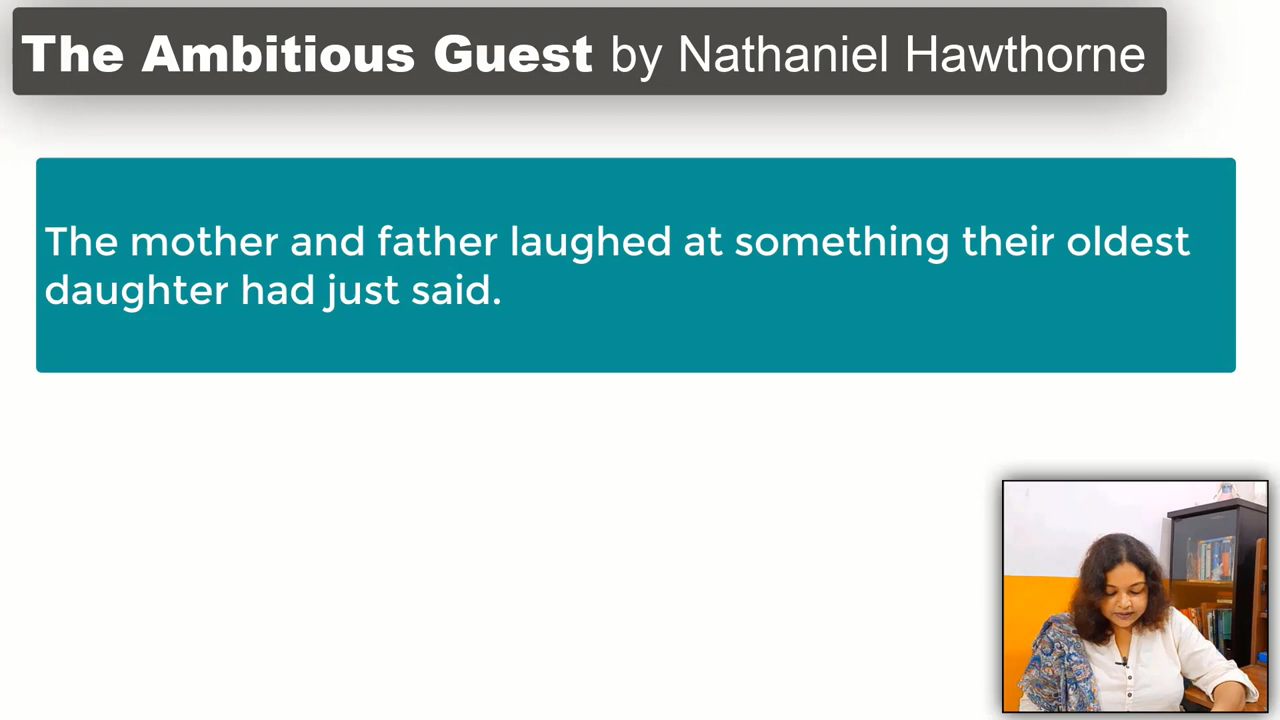 The Ambitious Guest by Nathaniel Hawthorne
The mother and father laughed at something their oldest
daughter had just said.